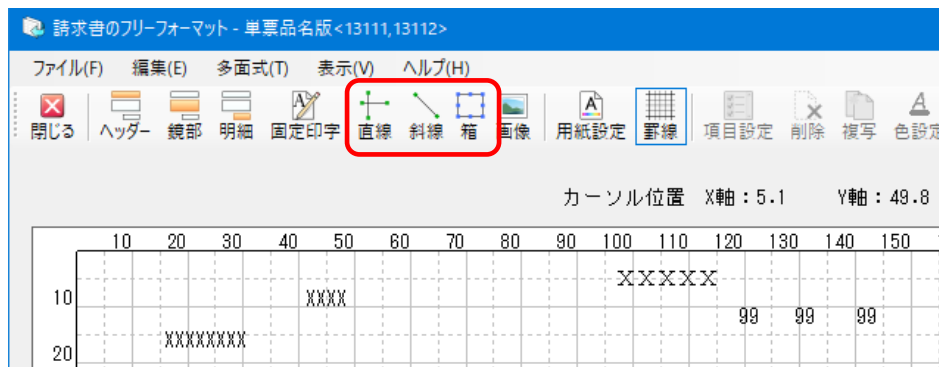 請求書のフリーフォーマット - 単票品名版<13111,13112>
ファイル(F) 編集(E) 多面式(T) 表示(V) ヘルプ(H)
閉じる ヘッダー 鏡部 明細 固定印字 直線 斜線 箱 画像 用紙設定 罫線 項目設定 削除 複写 色設定
カーソル位置 X軸：5.1 Y軸：49.8
10 20 30 40 50 60 70 80 90 100 110 120 130 140 150
XXXXX
10 XXXX
99 99 99
XXXXXXXX
20